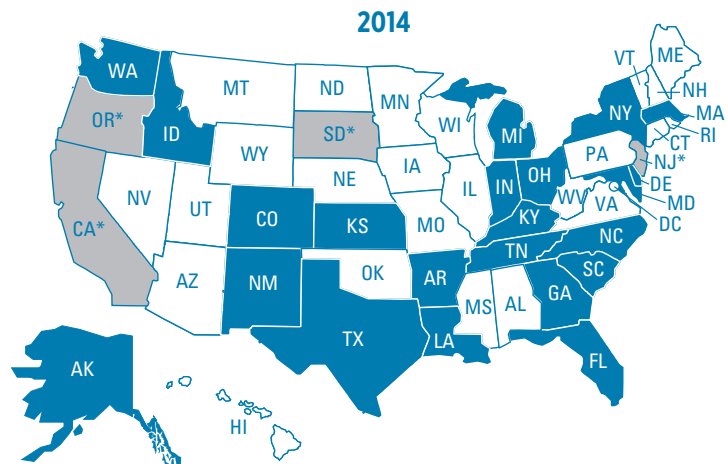 2014
WA
MT
ND
MN
VT
ME
NH
OR*
ID
SD*
WI
MI
NY
MA
RI
CT
WY
IA
PA
NJ*
NV
NE
IL
IN
OH
DE
MD
DC
UT
CO
KS
MO
KY
WV
VA
CA*
AZ
NM
OK
AR
TN
NC
SC
MS
AL
GA
TX
LA
FL
AK
HI